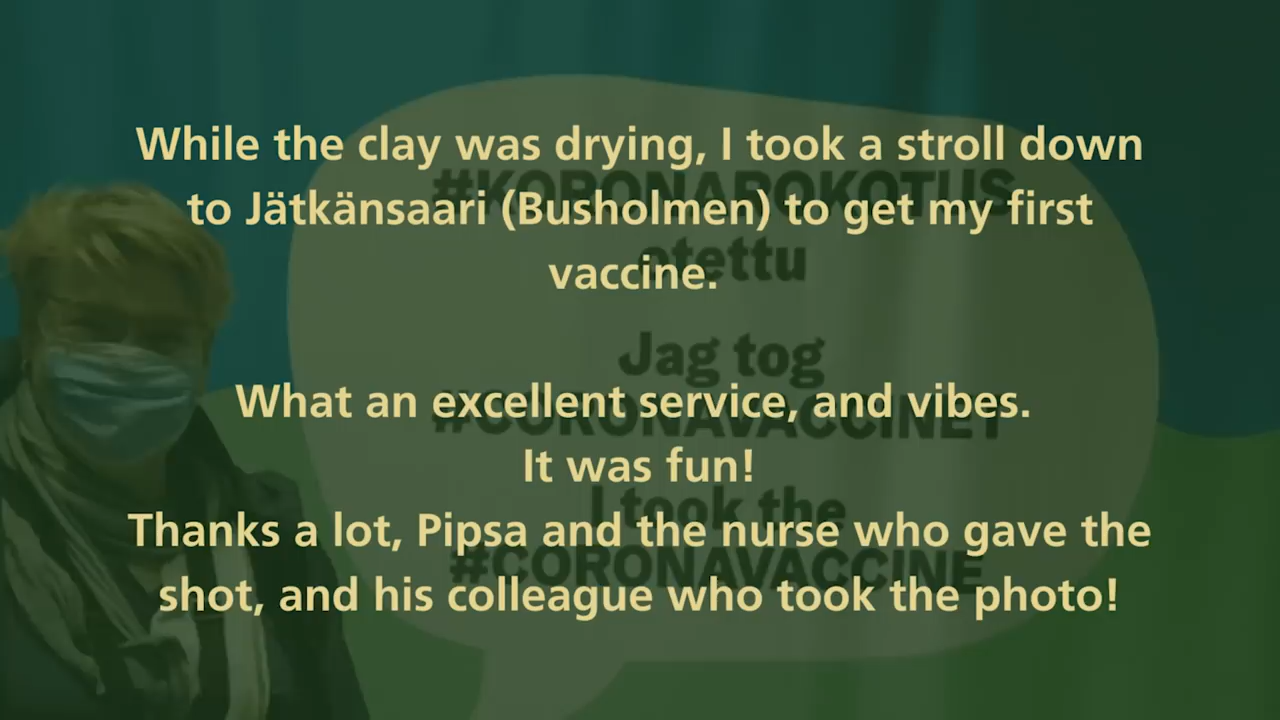 While the clay was drying, I took a stroll down
to Jätkänsaari (Busholmen) to get my first
vaccine.
What an excellent service, and vibes.
It was fun!
Thanks a lot, Pipsa and the nurse who gave the
shot, and his colleague who took the photo!
#KORONAROKOTUS
otettu
Jag tog
#CORONAVACCINET
I took the
#CORONAVACCINE